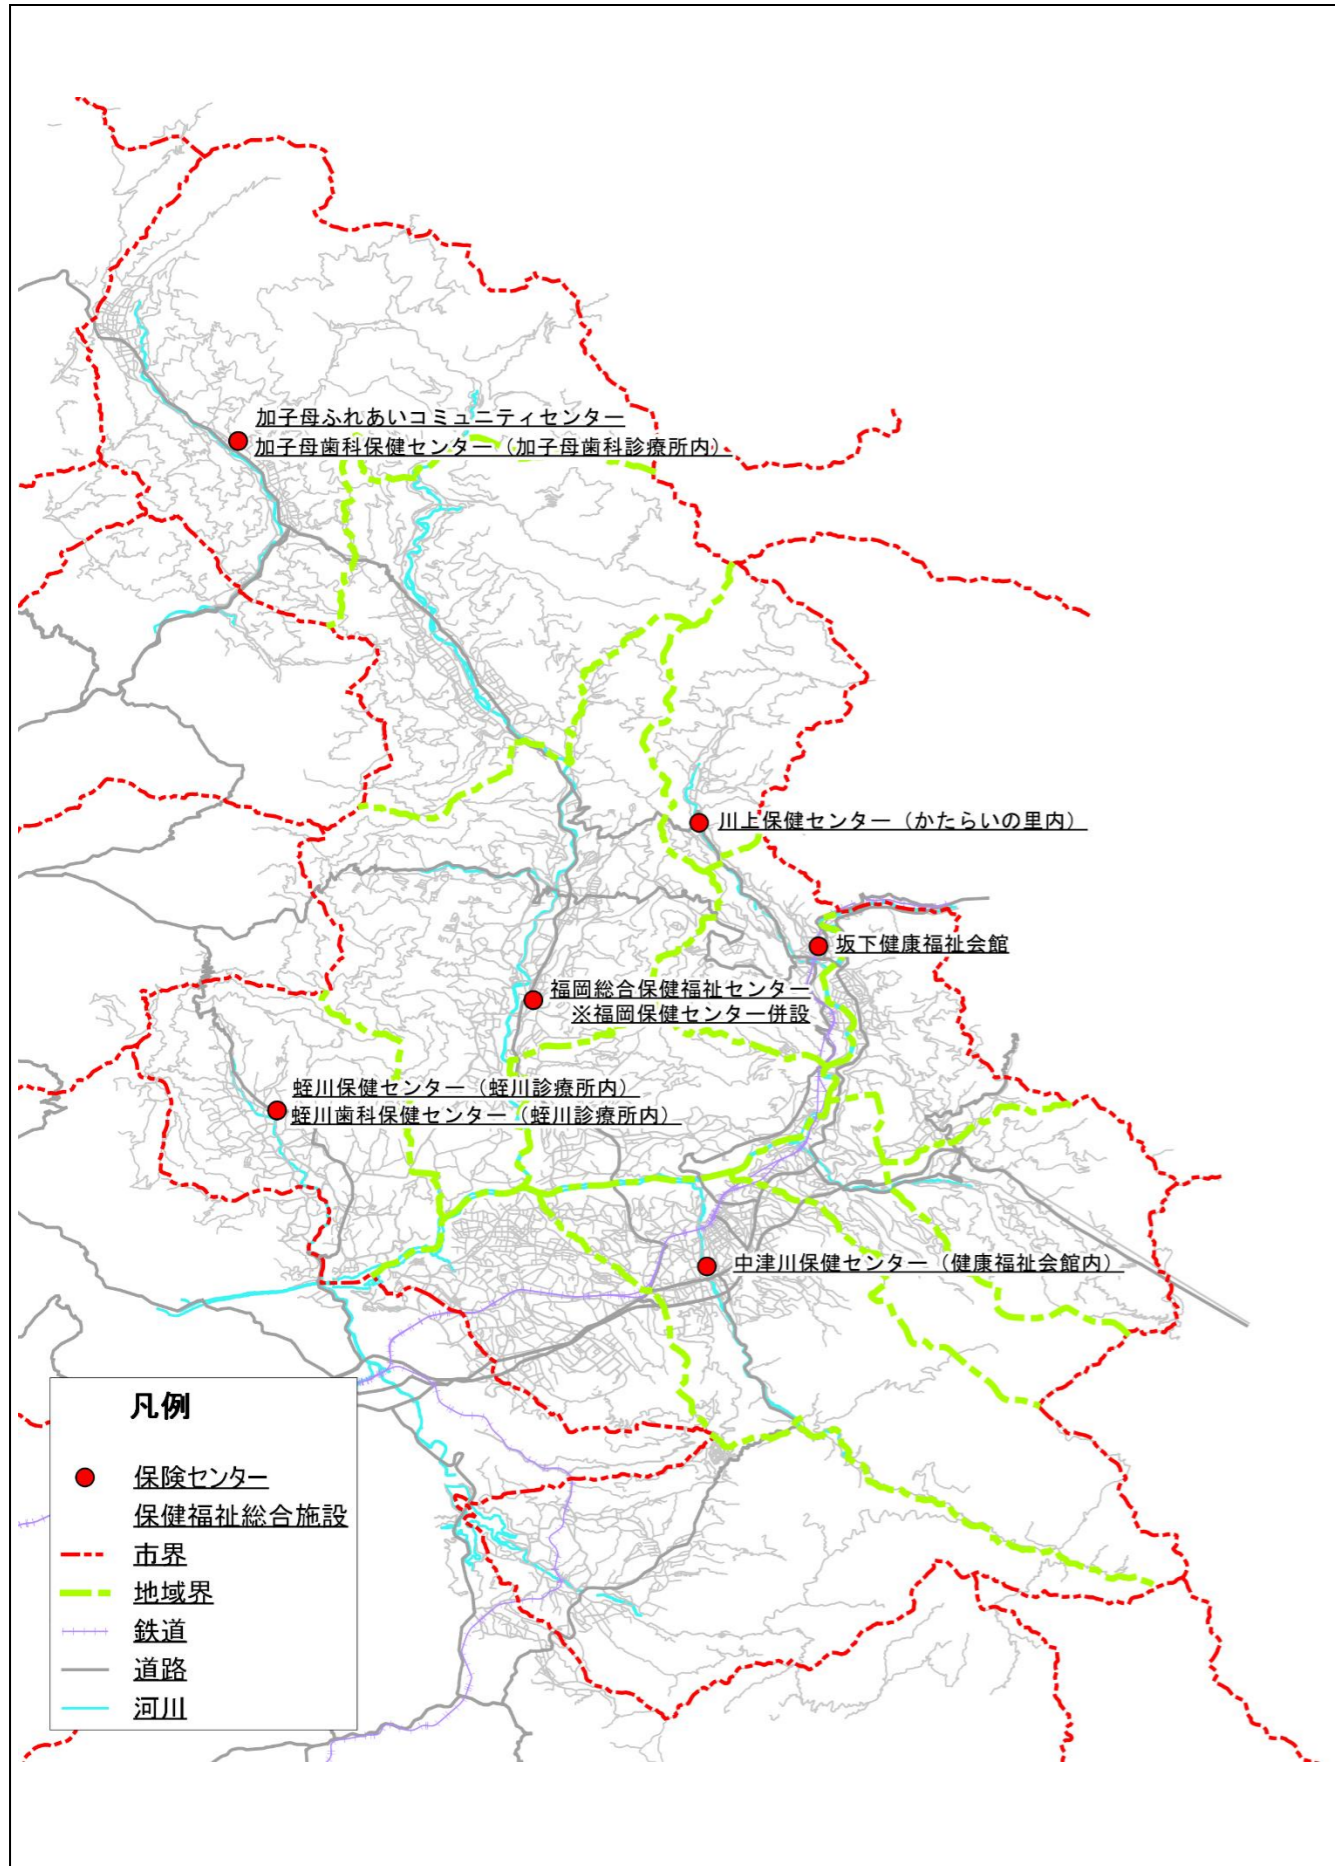 加子母ふれあいコミュニティセンター
加子母歯科保健センター（加子母歯科診療所内）
川上保健センター（かたらいの里内）
坂下健康福祉会館
福岡総合保健福祉センター
※福岡保健センター併設
蛭川保健センター（蛭川診療所内）
蛭川歯科保健センター（蛭川診療所内）
中津川保健センター（健康福祉会館内）
凡例
保険センター
保健福祉総合施設
市界
地域界
鉄道
道路
河川